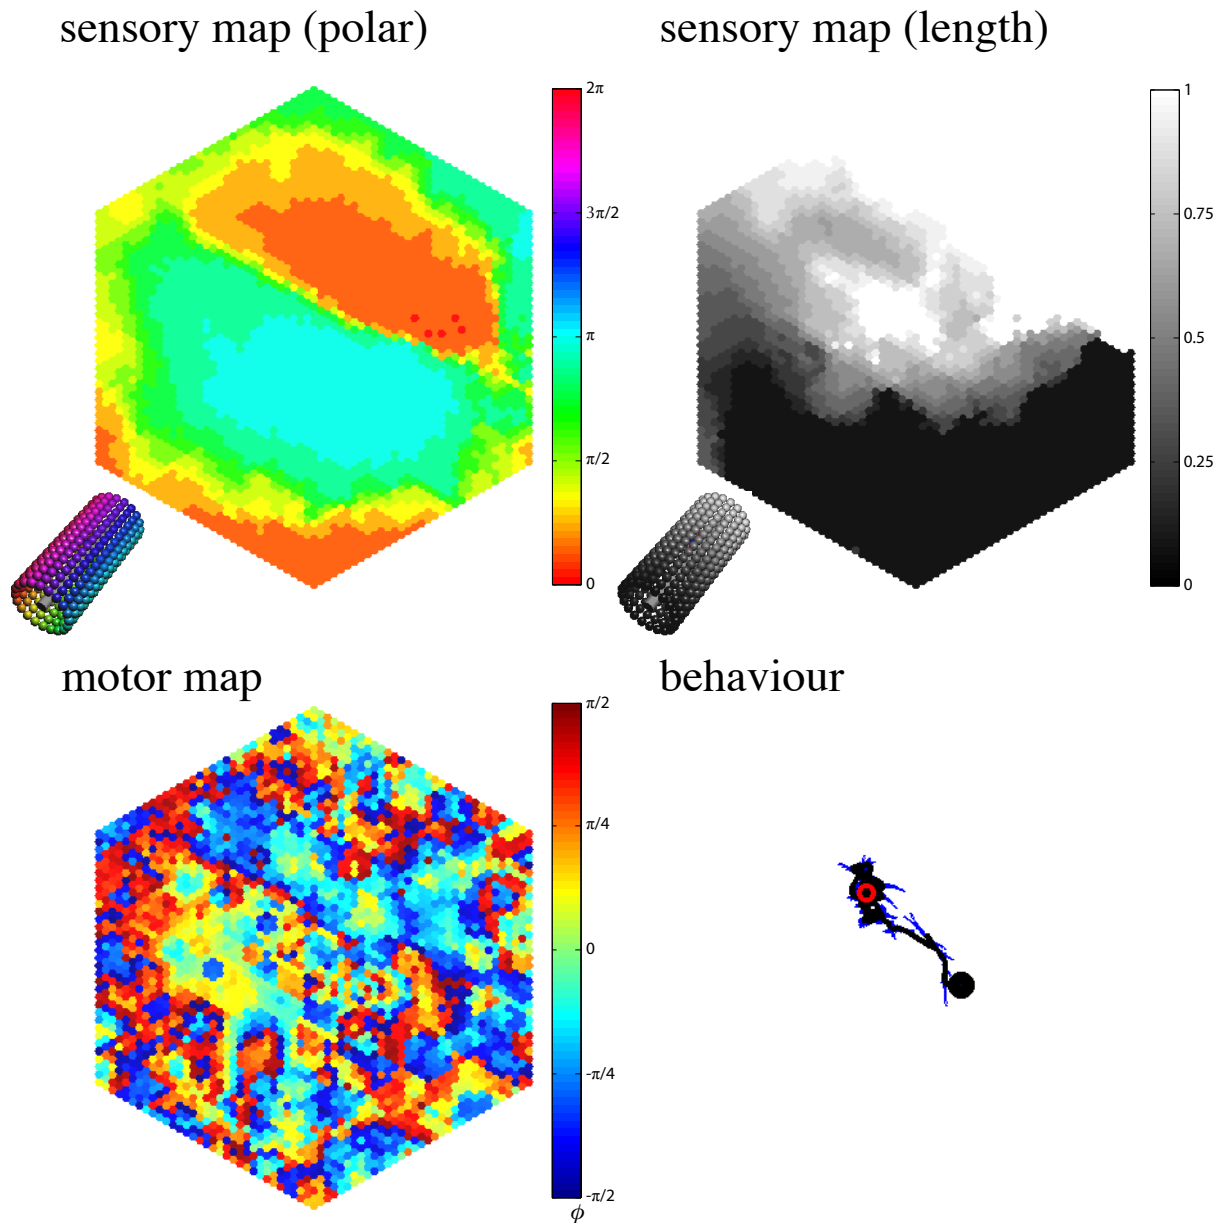 sensory map (polar)
sensory map (length)
2π
3π/2
π
π/2
0
1
0.75
0.5
0.25
0
motor map
behaviour
π/2
π/4
0
-π/4
-π/2
ϕ